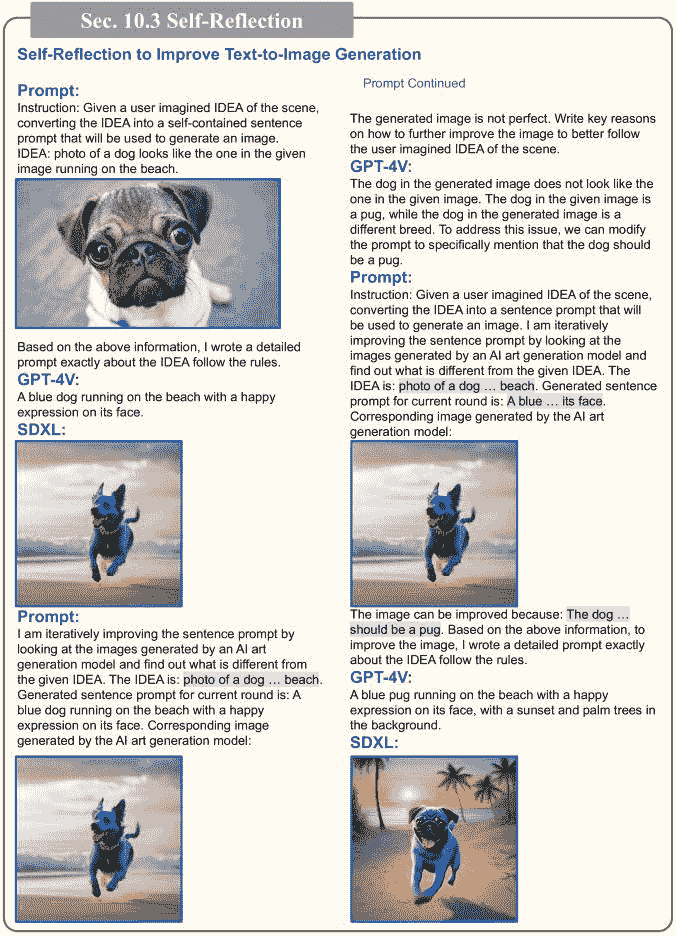 Sec. 10.3 Self-Reflection
Self-Reflection to Improve Text-to-Image Generation
Prompt:
Instruction: Given a user imagined IDEA of the scene,
converting the IDEA into a self-contained sentence
prompt that will be used to generate an image.
IDEA: photo of a dog looks like the one in the given
image running on the beach.
Based on the above information, I wrote a detailed
prompt exactly about the IDEA follow the rules.
GPT-4V:
A blue dog running on the beach with a happy
expression on its face.
SDXL:
Prompt:
I am iteratively improving the sentence prompt by
looking at the images generated by an AI art
generation model and find out what is different from
the given IDEA. The IDEA is: photo of a dog … beach.
Generated sentence prompt for current round is: A
blue dog running on the beach with a happy
expression on its face. Corresponding image
generated by the AI art generation model:
Prompt Continued
The generated image is not perfect. Write key reasons
on how to further improve the image to better follow
the user imagined IDEA of the scene.
GPT-4V:
The dog in the generated image does not look like the
one in the given image. The dog in the given image is
a pug, while the dog in the generated image is a
different breed. To address this issue, we can modify
the prompt to specifically mention that the dog should
be a pug.
Prompt:
Instruction: Given a user imagined IDEA of the scene,
converting the IDEA into a sentence prompt that will
be used to generate an image. I am iteratively
improving the sentence prompt by looking at the
images generated by an AI art generation model and
find out what is different from the given IDEA. The
IDEA is: photo of a dog … beach. Generated sentence
prompt for current round is: A blue … its face.
Corresponding image generated by the AI art
generation model:
The image can be improved because: The dog …
should be a pug. Based on the above information, to
improve the image, I wrote a detailed prompt exactly
about the IDEA follow the rules.
GPT-4V:
A blue pug running on the beach with a happy
expression on its face, with a sunset and palm trees in
the background.
SDXL: